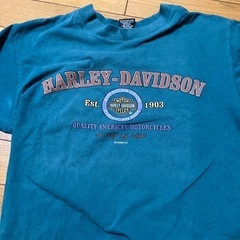 HARLEY-DAVIDSON
Est. 1903
MOTOR
HARLEY-DAVIDSON
CYCLES
QUALITY AMERICAN MOTORCYCLES